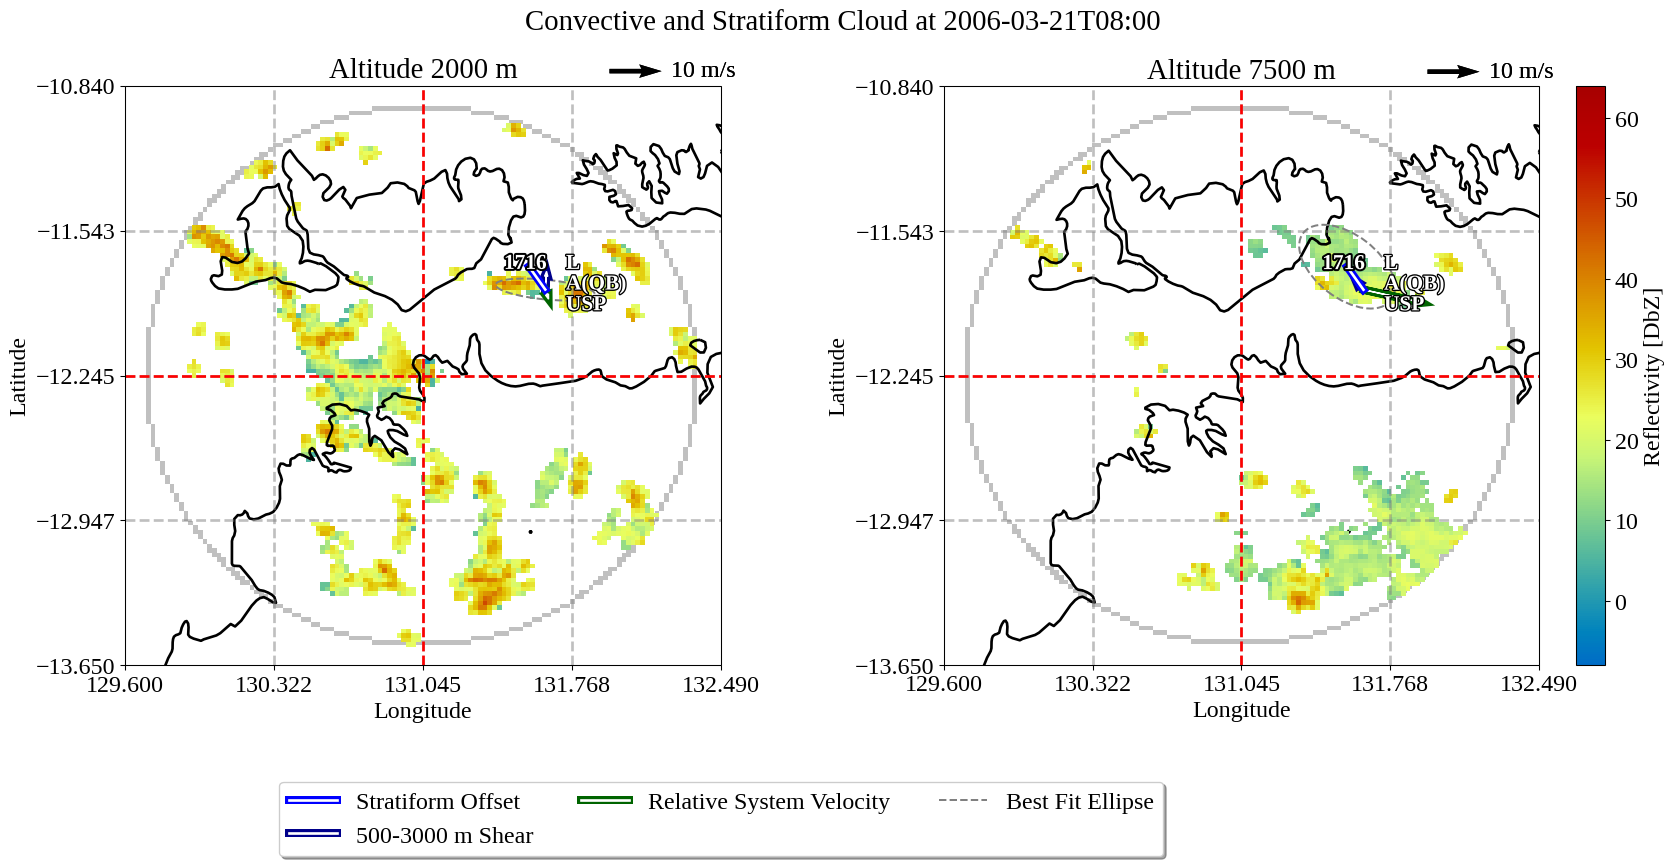 Convective and Stratiform Cloud at 2006-03-21T08:00
Altitude 2000 m
10 m/s
−10.840
−11.543
−12.245
−12.947
−13.650
Latitude
129.600 130.322 131.045 131.768 132.490
Longitude
1716
L
A(QB)
USP
Altitude 7500 m
10 m/s
−10.840
−11.543
−12.245
−12.947
−13.650
Latitude
129.600 130.322 131.045 131.768 132.490
Longitude
1716
L
A(QB)
USP
60
50
40
30
20
10
0
Reflectivity [DbZ]
Stratiform Offset
Relative System Velocity
Best Fit Ellipse
500-3000 m Shear